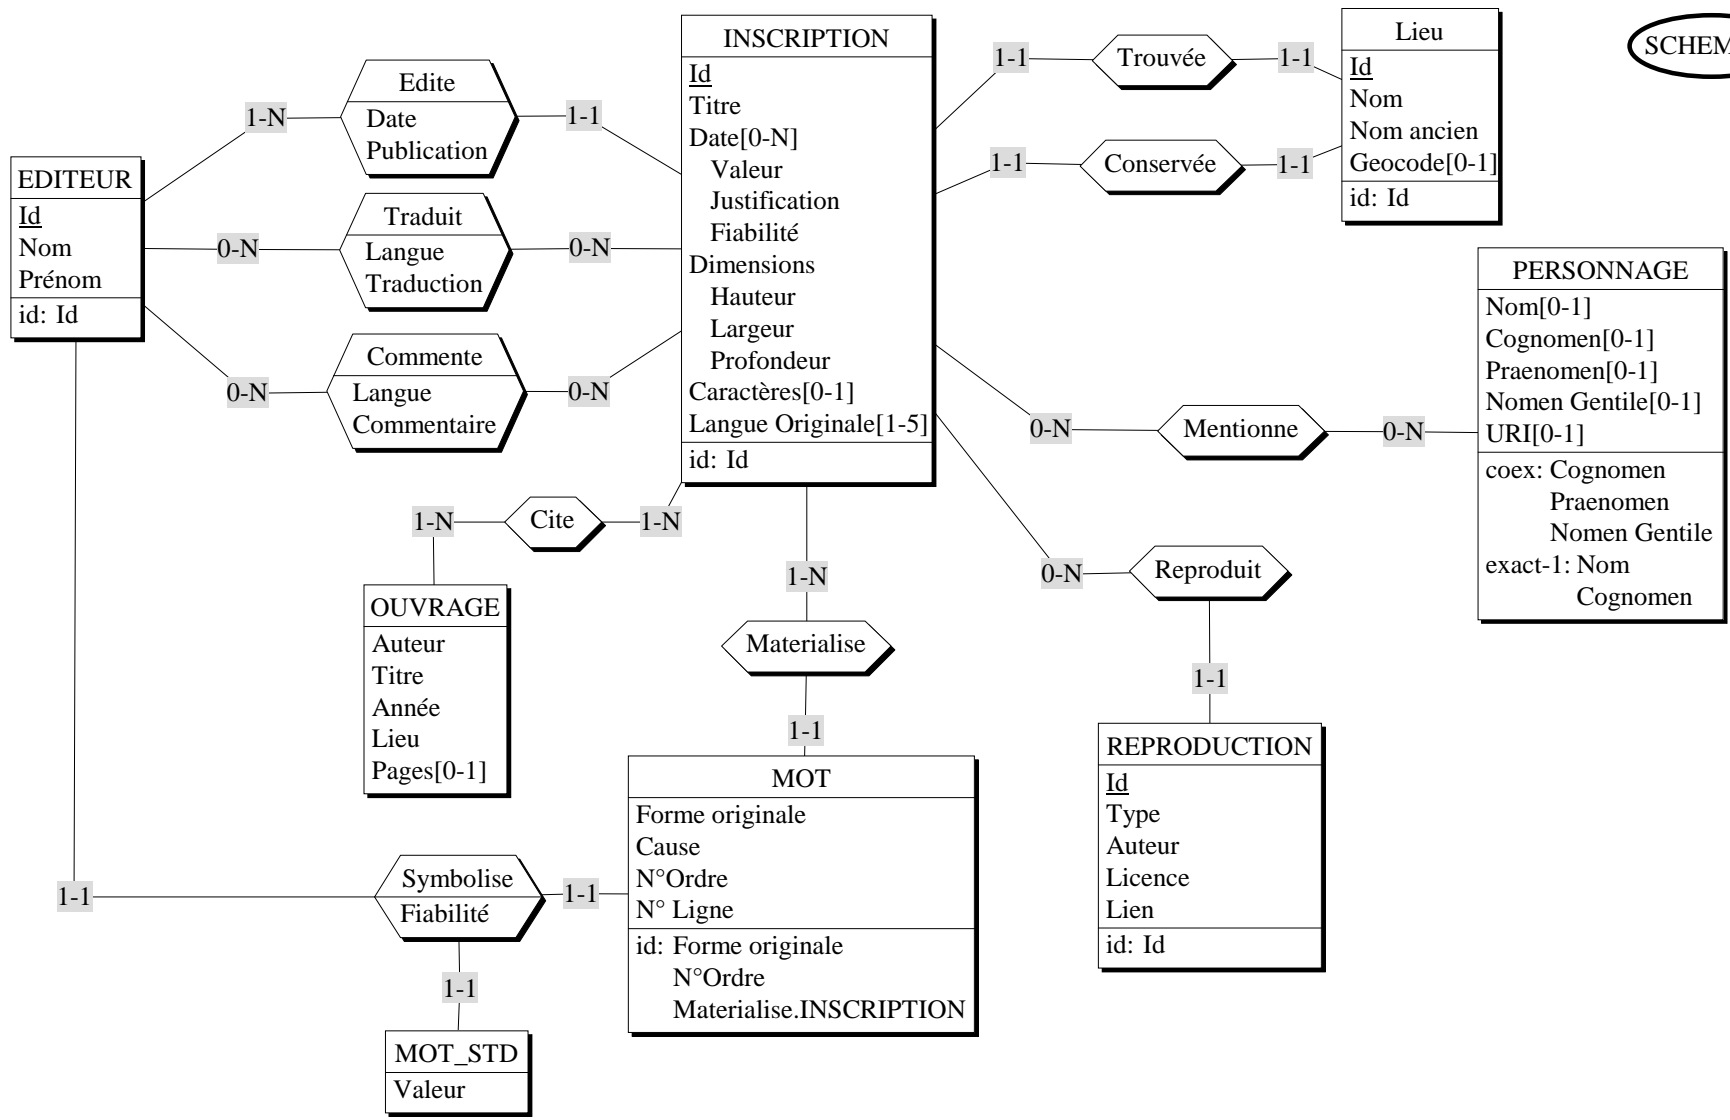 INSCRIPTION
Id
Titre
Date[0-N]
Valeur
Justification
Fiabilité
Dimensions
Hauteur
Largeur
Profondeur
Caractères[0-1]
Langue Originale[1-5]
id: Id
Edite
Date
Publication
1-N
1-1
EDITEUR
Id
Nom
Prénom
id: Id
Traduit
Langue
Traduction
0-N
0-N
Commente
Langue
Commentaire
0-N
0-N
1-1
Trouvée
1-1
1-1
Conservée
1-1
Lieu
Id
Nom
Nom ancien
Geocode[0-1]
id: Id
SCHEM
PERSONNAGE
Nom[0-1]
Cognomen[0-1]
Praenomen[0-1]
Nomen Gentile[0-1]
URI[0-1]
coex: Cognomen
Praenomen
Nomen Gentile
exact-1: Nom
Cognomen
0-N
Mentionne
0-N
1-N
Cite
1-N
OUVRAGE
Auteur
Titre
Année
Lieu
Pages[0-1]
1-N
Materialise
1-1
0-N
Reproduit
1-1
REPRODUCTION
Id
Type
Auteur
Licence
Lien
id: Id
MOT
Forme originale
Cause
N°Ordre
N° Ligne
id: Forme originale
N°Ordre
Materialise.INSCRIPTION
1-1
Symbolise
Fiabilité
1-1
1-1
MOT_STD
Valeur